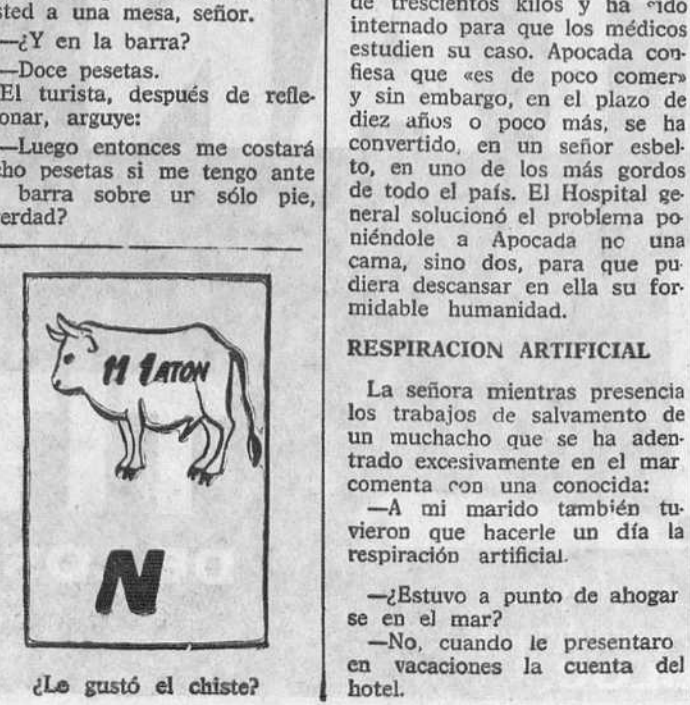 sted a una mesa, señor.
—¿Y en la barra?
—Doce pesetas.
El turista, después de refle-
onar, arguye:
—Luego entonces me costará
ho pesetas si me tengo ante
barra sobre ur sólo pie,
erdad?
11 1ATON
N
¿Le gustó el chiste?
de trescientos kilos y ha sido
internado para que los médicos
estudien su caso. Apocada con-
fiesa que «es de poco comer»
y sin embargo, en el plazo de
diez años o poco más, se ha
convertido, en un señor esbel-
to, en uno de los más gordos
de todo el país. El Hospital ge-
neral solucionó el problema po-
niéndole a Apocada no una
cama, sino dos, para que pu-
diera descansar en ella su for-
midable humanidad.
RESPIRACION ARTIFICIAL
La señora mientras presencia
los trabajos de salvamento de
un muchacho que se ha aden-
trado excesivamente en el mar
comenta con una conocida:
—A mi marido también tu-
vieron que hacerle un día la
respiración artificial.
—¿Estuvo a punto de ahogar
se en el mar?
—No, cuando le presentaro
en vacaciones la cuenta del
hotel.